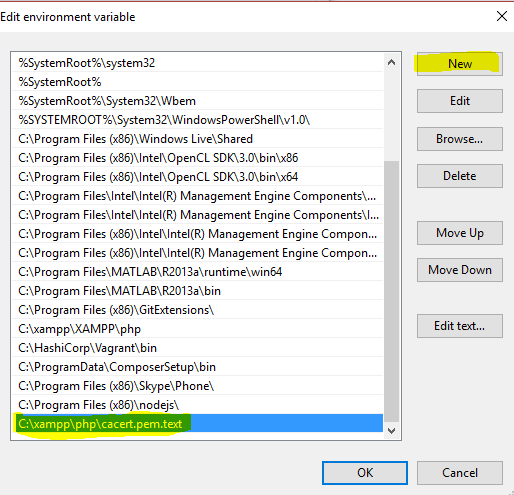 Edit environment variable
%SystemRoot%\system32
New
%SystemRoot%
%SystemRoot%\System32\Wbem
Edit
%SYSTEMROOT%\System32\WindowsPowerShell\v1.0\
C:\Program Files (x86)\Windows Live\Shared
Browse...
C:\Program Files (x86)\Intel\OpenCL SDK\3.0\bin\x86
C:\Program Files (x86)\Intel\OpenCL SDK\3.0\bin\x64
Delete
C:\Program Files\Intel\Intel(R) Management Engine Components\...
C:\Program Files\Intel\Intel(R) Management Engine Components\I...
C:\Program Files (x86)\Intel\Intel(R) Management Engine Compon...
Move Up
C:\Program Files (x86)\Intel\Intel(R) Management Engine Compon...
C:\Program Files\MATLAB\R2013a\runtime\win64
Move Down
C:\Program Files\MATLAB\R2013a\bin
C:\Program Files (x86)\GitExtensions\
C:\xampp\XAMPP\php
Edit text...
C:\HashiCorp\Vagrant\bin
C:\ProgramData\ComposerSetup\bin
C:\Program Files (x86)\Skype\Phone\
C:\Program Files (x86)\nodejs\
C:\xampp\php\cacert.pem.text
OK
Cancel